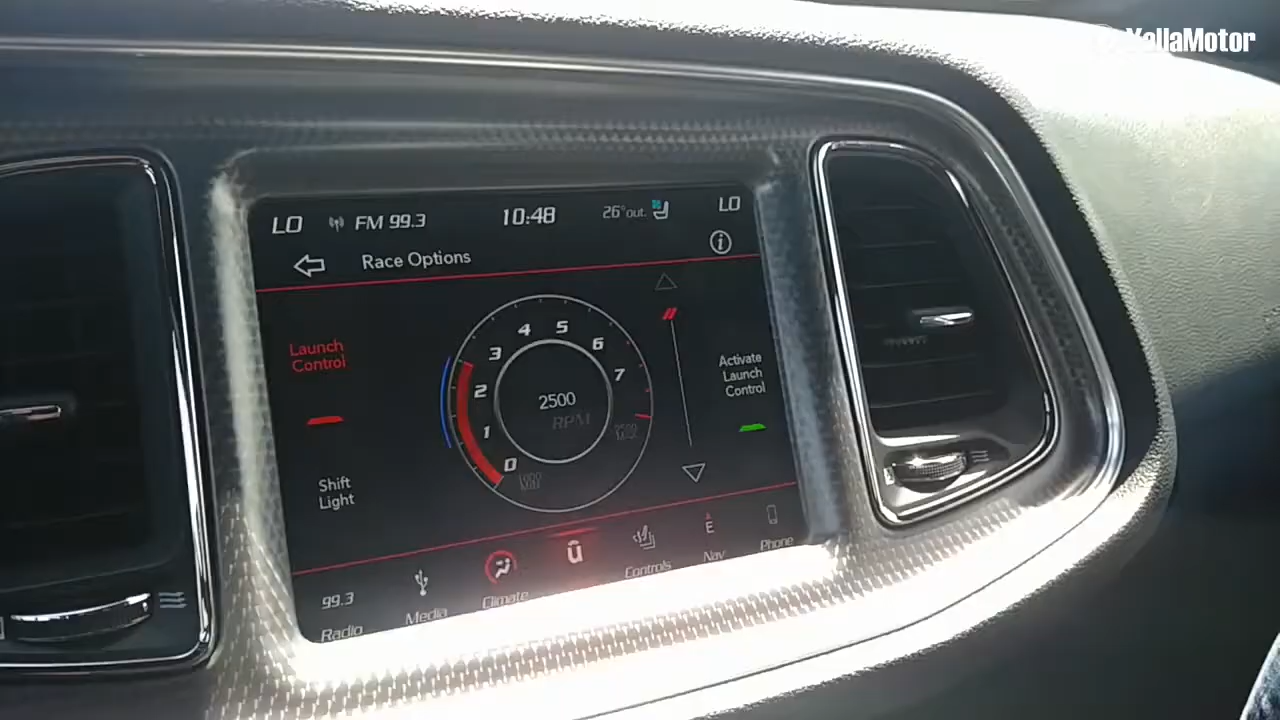 YallaMotor
LO FM 99.3 10:48 26°out. LO
Race Options
Launch
Control
Shift
Light
0 1 2 3 4 5 6 7
2500
RPM
Activate
Launch
Control
99.3
Radio
Media
Climate
Controls
E
Nav
Phone